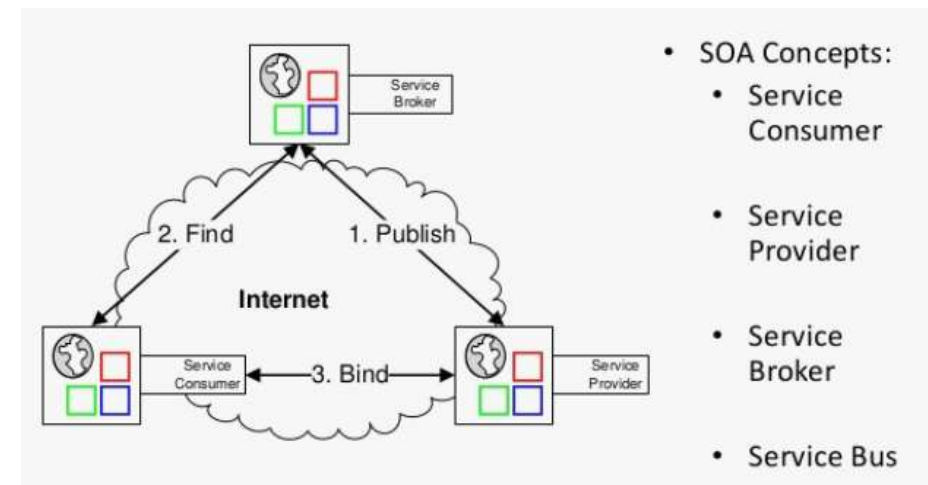 Service
Broker
2. Find
1. Publish
Internet
Service
Consumer
3. Bind
Service
Provider
• SOA Concepts:
• Service
Consumer
• Service
Provider
• Service
Broker
• Service Bus